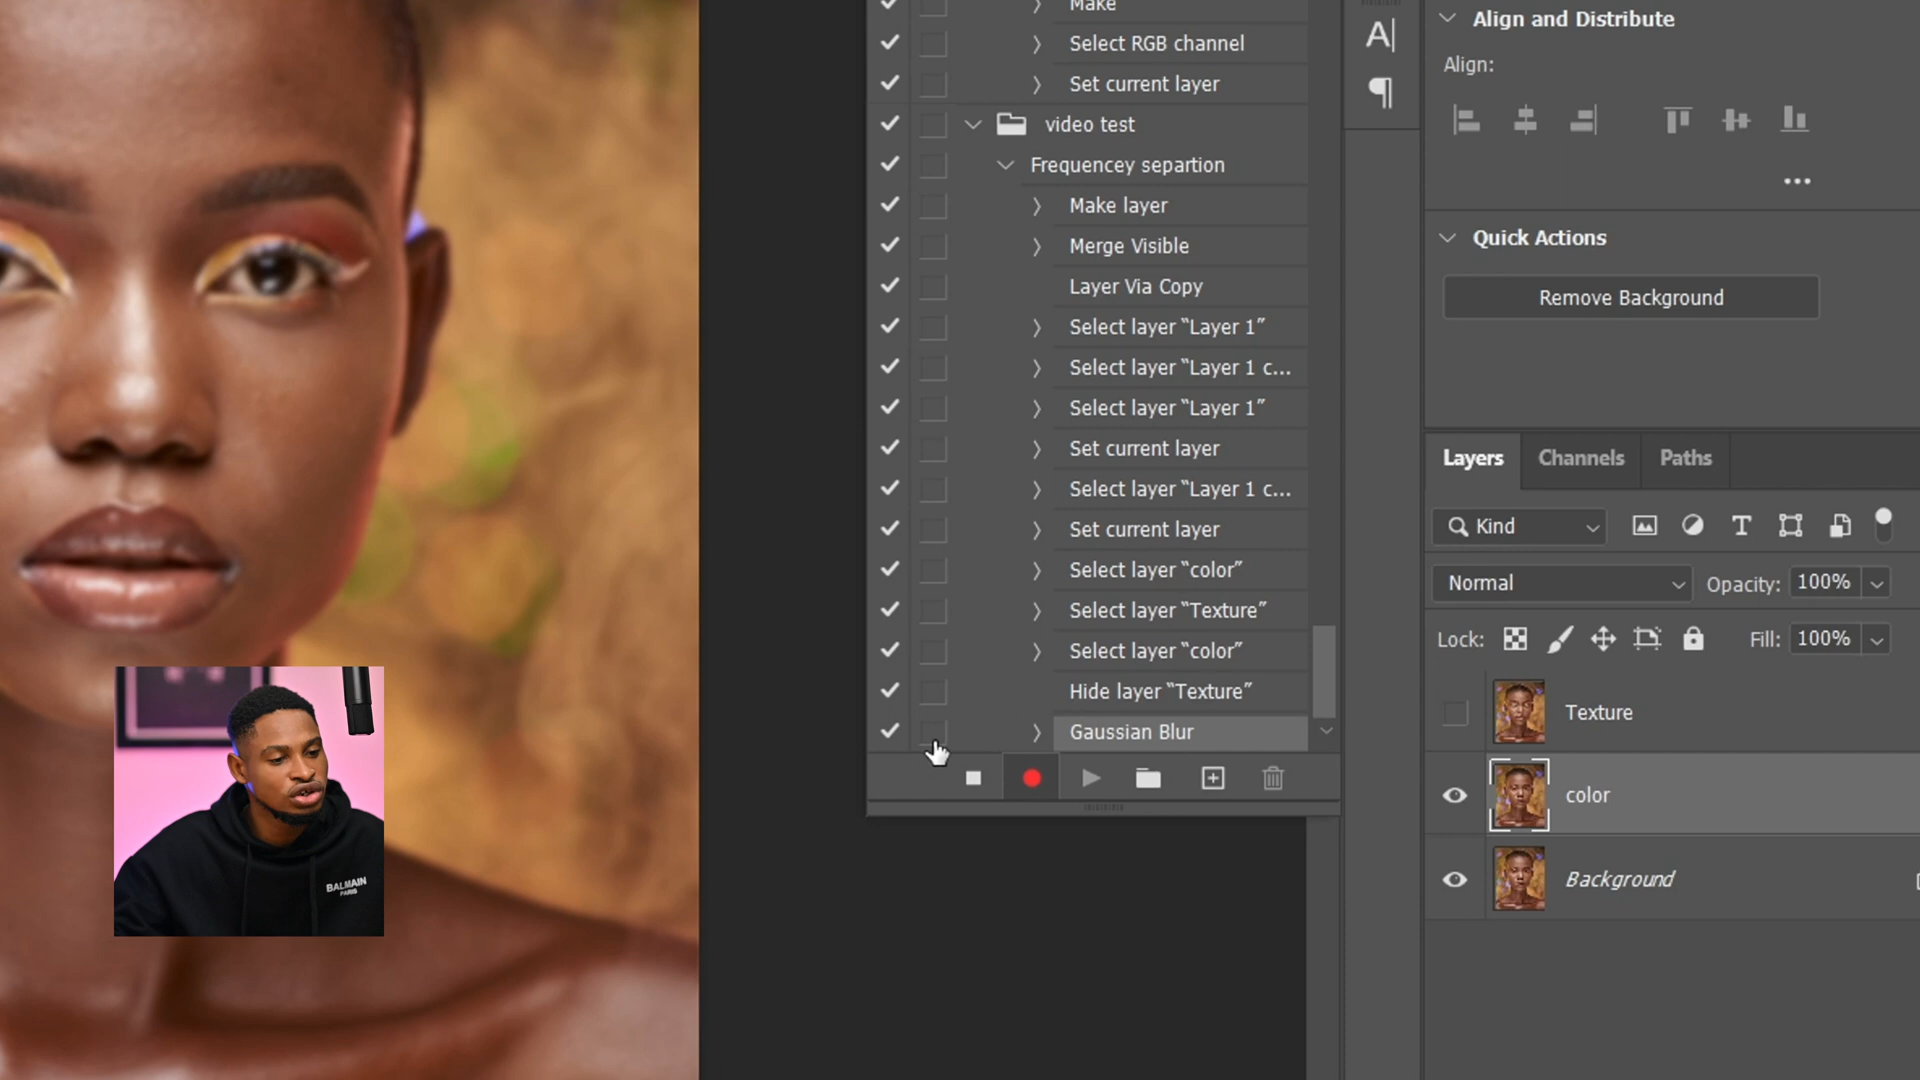 Make
Select RGB channel
Set current layer
video test
Frequencey separtion
Make layer
Merge Visible
Layer Via Copy
Select layer “Layer 1”
Select layer “Layer 1 c...
Select layer “Layer 1”
Set current layer
Select layer “Layer 1 c...
Set current layer
Select layer “color”
Select layer “Texture”
Select layer “color”
Hide layer “Texture”
Gaussian Blur
A
¶
Align and Distribute
Align:
Quick Actions
Remove Background
Layers Channels Paths
Kind
Normal Opacity: 100%
Lock: Fill: 100%
Texture
color
Background
BALMAIN
PARIS